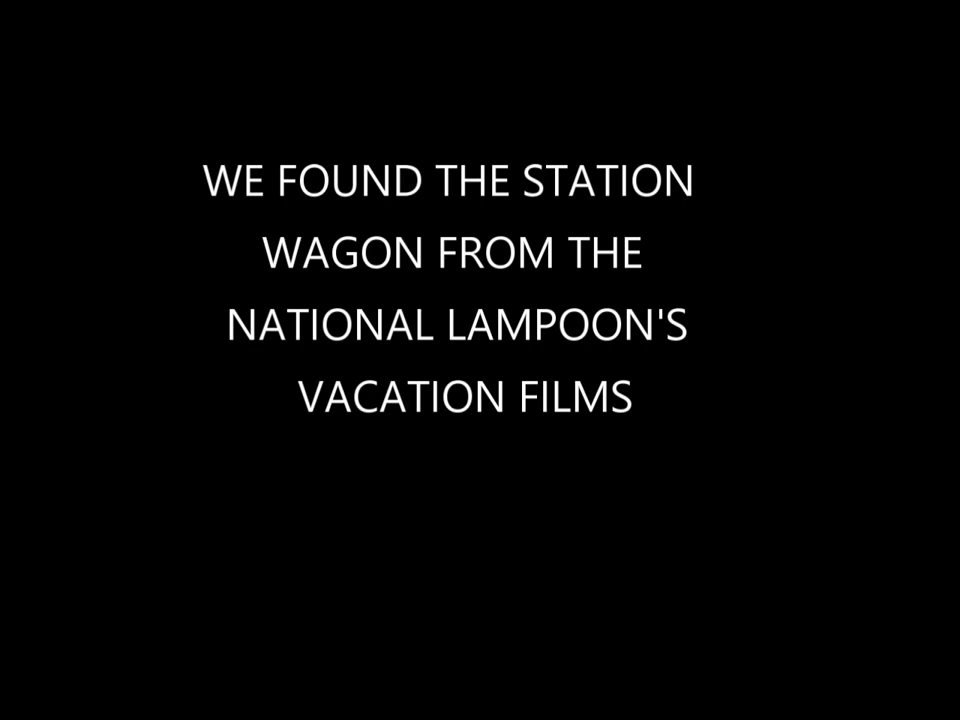 WE FOUND THE STATION
WAGON FROM THE
NATIONAL LAMPOON'S
VACATION FILMS